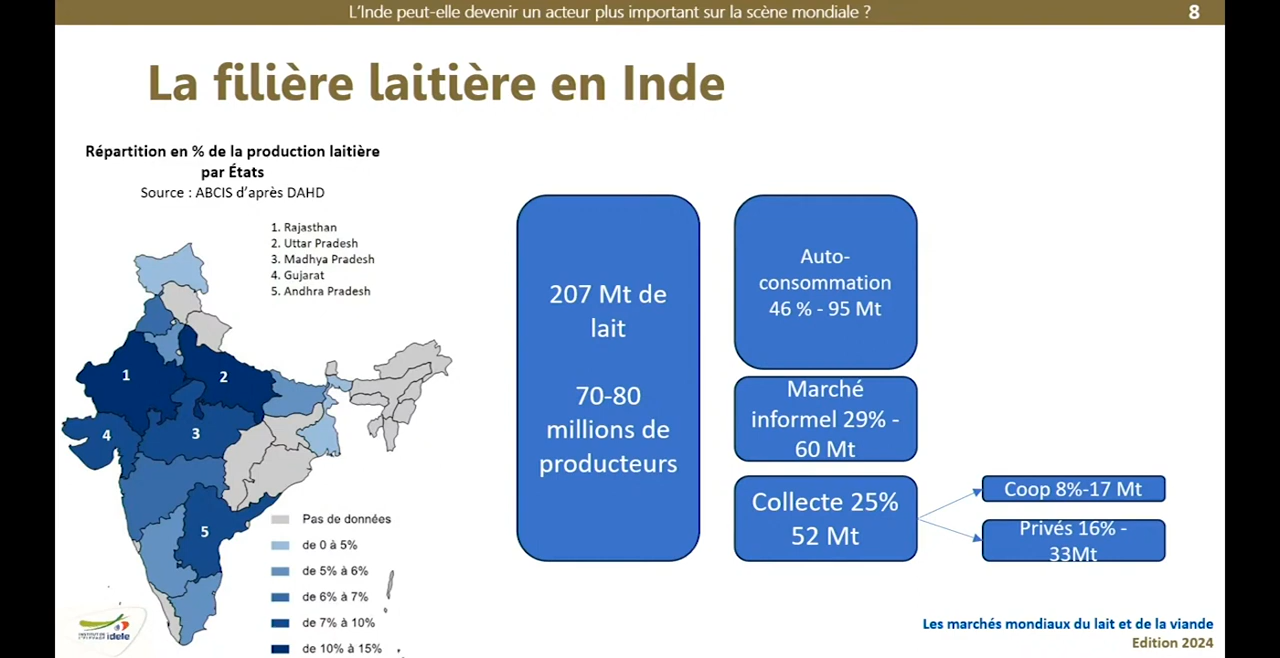 L’Inde peut-elle devenir un acteur plus important sur la scène mondiale ?
8
La filière laitière en Inde
Répartition en % de la production laitière
par États
Source : ABCIS d’après DAHD
1. Rajasthan
2. Uttar Pradesh
3. Madhya Pradesh
4. Gujarat
5. Andhra Pradesh
1
2
3
4
5
Pas de données
de 0 à 5%
de 5% à 6%
de 6% à 7%
de 7% à 10%
de 10% à 15%
207 Mt de
lait
70-80
millions de
producteurs
Auto-
consommation
46 % - 95 Mt
Marché
informel 29% -
60 Mt
Collecte 25%
52 Mt
Coop 8%-17 Mt
Privés 16% -
33Mt
idele
Les marchés mondiaux du lait et de la viande
Edition 2024